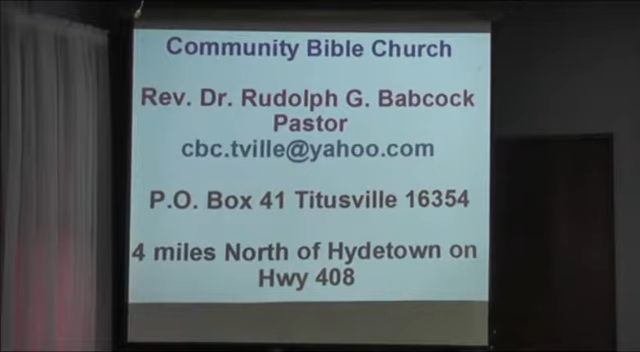 Community Bible Church
Rev. Dr. Rudolph G. Babcock
Pastor
cbc.tville@yahoo.com
P.O. Box 41 Titusville 16354
4 miles North of Hydetown on
Hwy 408